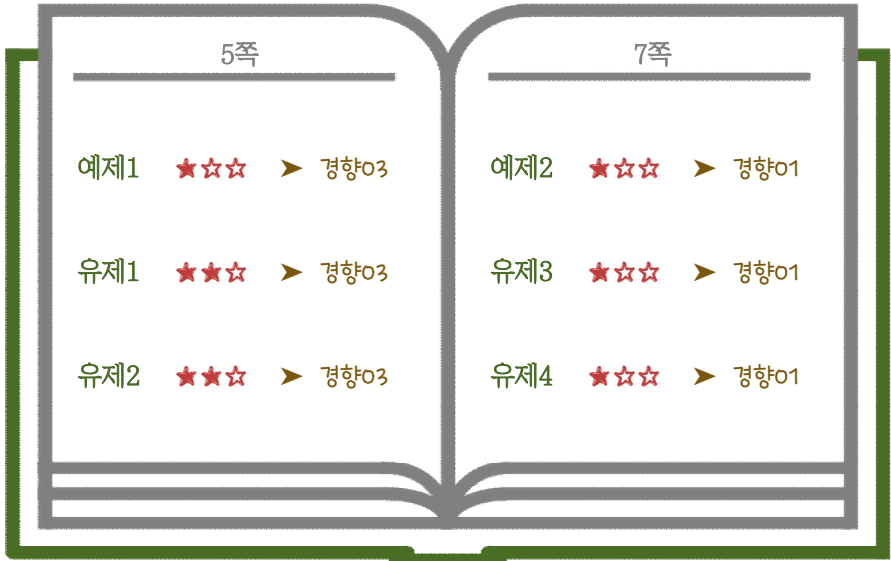 5쪽
예제1 ★☆☆ ➤ 경향03
유제1 ★★☆ ➤ 경향03
유제2 ★★☆ ➤ 경향03
7쪽
예제2 ★☆☆ ➤ 경향01
유제3 ★☆☆ ➤ 경향01
유제4 ★☆☆ ➤ 경향01